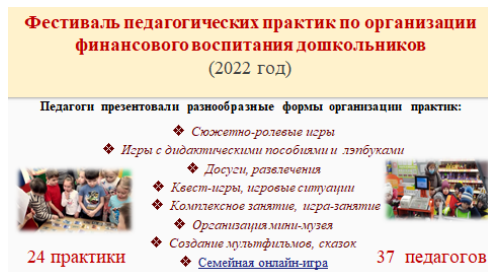 Фестиваль педагогических практик по организации
финансового воспитания дошкольников
(2022 год)
Педагоги презентовали разнообразные формы организации практик:
❖ Сюжетно-ролевые игры
❖ Игры с дидактическими пособиями и лэпбуками
❖ Досуги, развлечения
❖ Квест-игры, игровые ситуации
❖ Комплексное занятие, игра-занятие
❖ Организация мини-музея
❖ Создание мультфильмов, сказок
❖ Семейная онлайн-игра
24 практики
37 педагогов